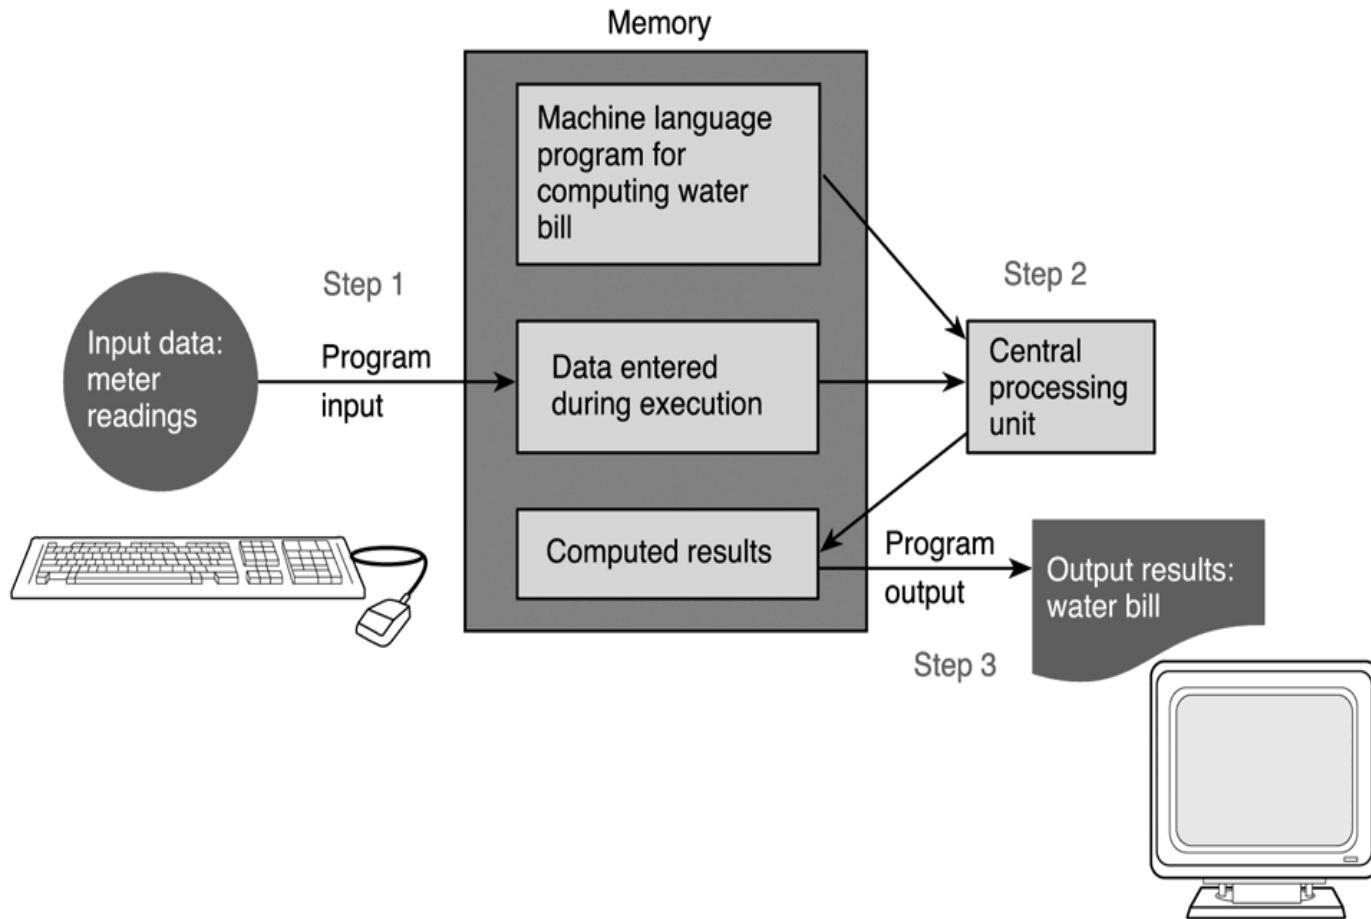 Memory
Machine language
program for
computing water
bill
Step 1
Step 2
Input data:
meter
readings
Program
input
Data entered
during execution
Central
processing
unit
Computed results
Program
output
Output results:
water bill
Step 3